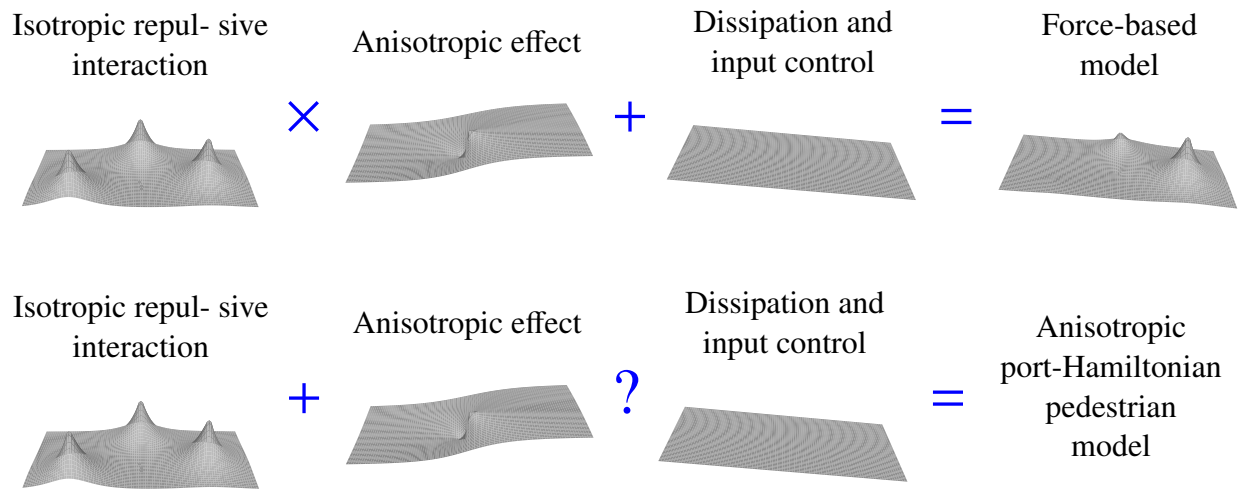 Isotropic repul- sive
interaction
×
Anisotropic effect
+
Dissipation and
input control
=
Force-based
model
Isotropic repul- sive
interaction
+
Anisotropic effect
?
Dissipation and
input control
=
Anisotropic
port-Hamiltonian
pedestrian
model